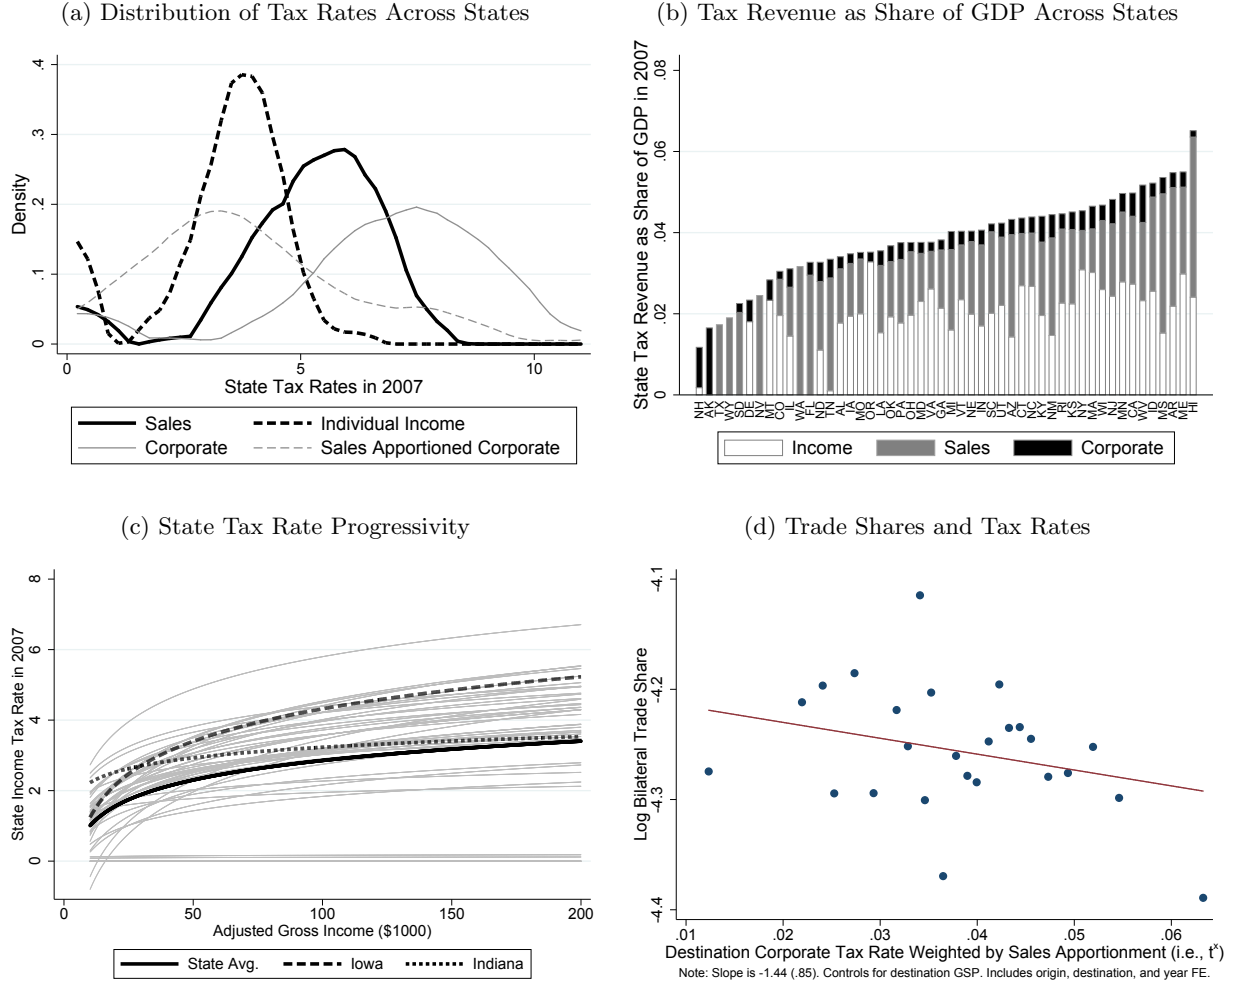 (a) Distribution of Tax Rates Across States
Density
.4
.3
.2
.1
0
0 5 10
State Tax Rates in 2007
Sales Individual Income
Corporate Sales Apportioned Corporate
(b) Tax Revenue as Share of GDP Across States
State Tax Revenue as Share of GDP in 2007
.08
.06
.04
.02
0
NH AK TX WY SD DE NV MT CO IL WA FL ND TN AL IA MO OR LA OK PA OH MD VA GA MI VT NE IN SC UT AZ CT NC KY NM RI KS NY MA WI NJ MN CA WV ID MS AR ME HI
Income Sales Corporate
(c) State Tax Rate Progressivity
State Income Tax Rate in 2007
8
6
4
2
0
0 50 100 150 200
Adjusted Gross Income ($1000)
State Avg. Iowa Indiana
(d) Trade Shares and Tax Rates
Log Bilateral Trade Share
-4.1
-4.2
-4.3
-4.4
.01 .02 .03 .04 .05 .06
Destination Corporate Tax Rate Weighted by Sales Apportionment (i.e., tˣ)
Note: Slope is -1.44 (.85). Controls for destination GSP. Includes origin, destination, and year FE.